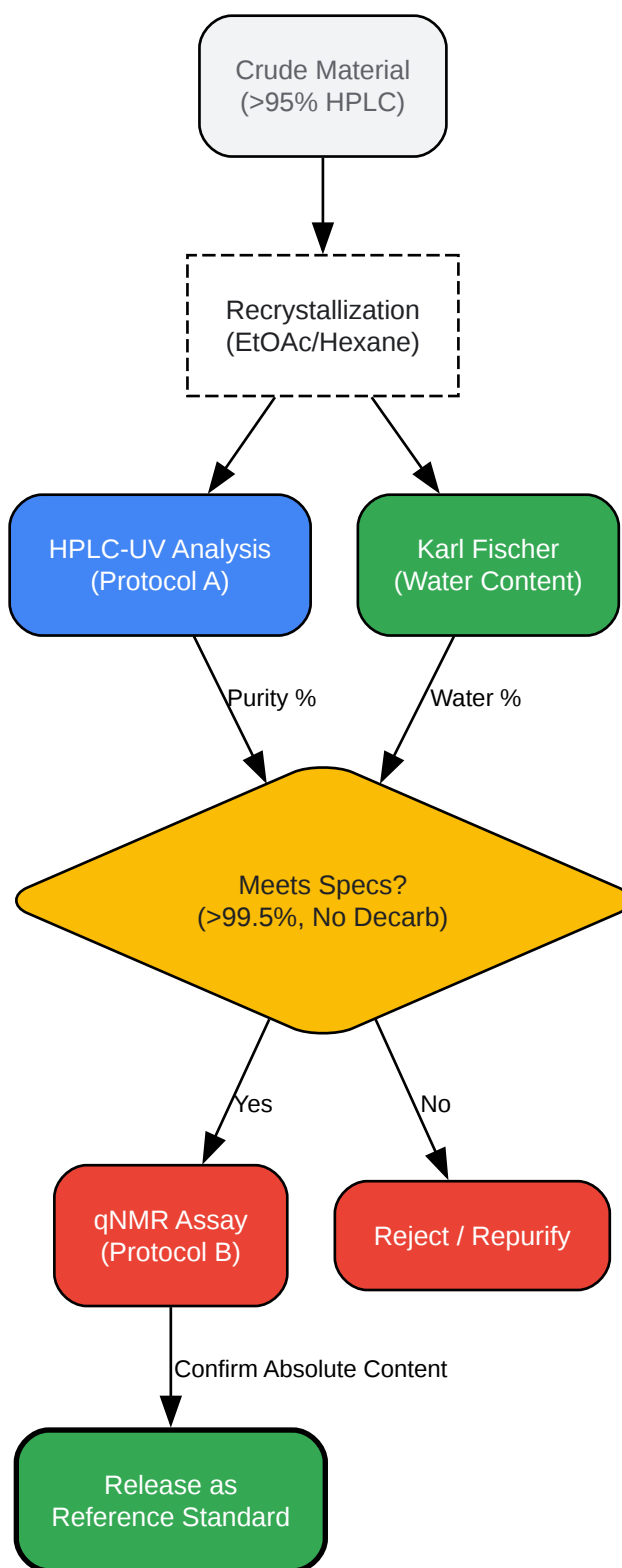 Crude Material
(>95% HPLC)
Recrystallization
(EtOAc/Hexane)
HPLC-UV Analysis
(Protocol A)
Karl Fischer
(Water Content)
Purity %
Water %
Meets Specs?
(>99.5%, No Decarb)
Yes
No
qNMR Assay
(Protocol B)
Reject / Repurify
Confirm Absolute Content
Release as
Reference Standard